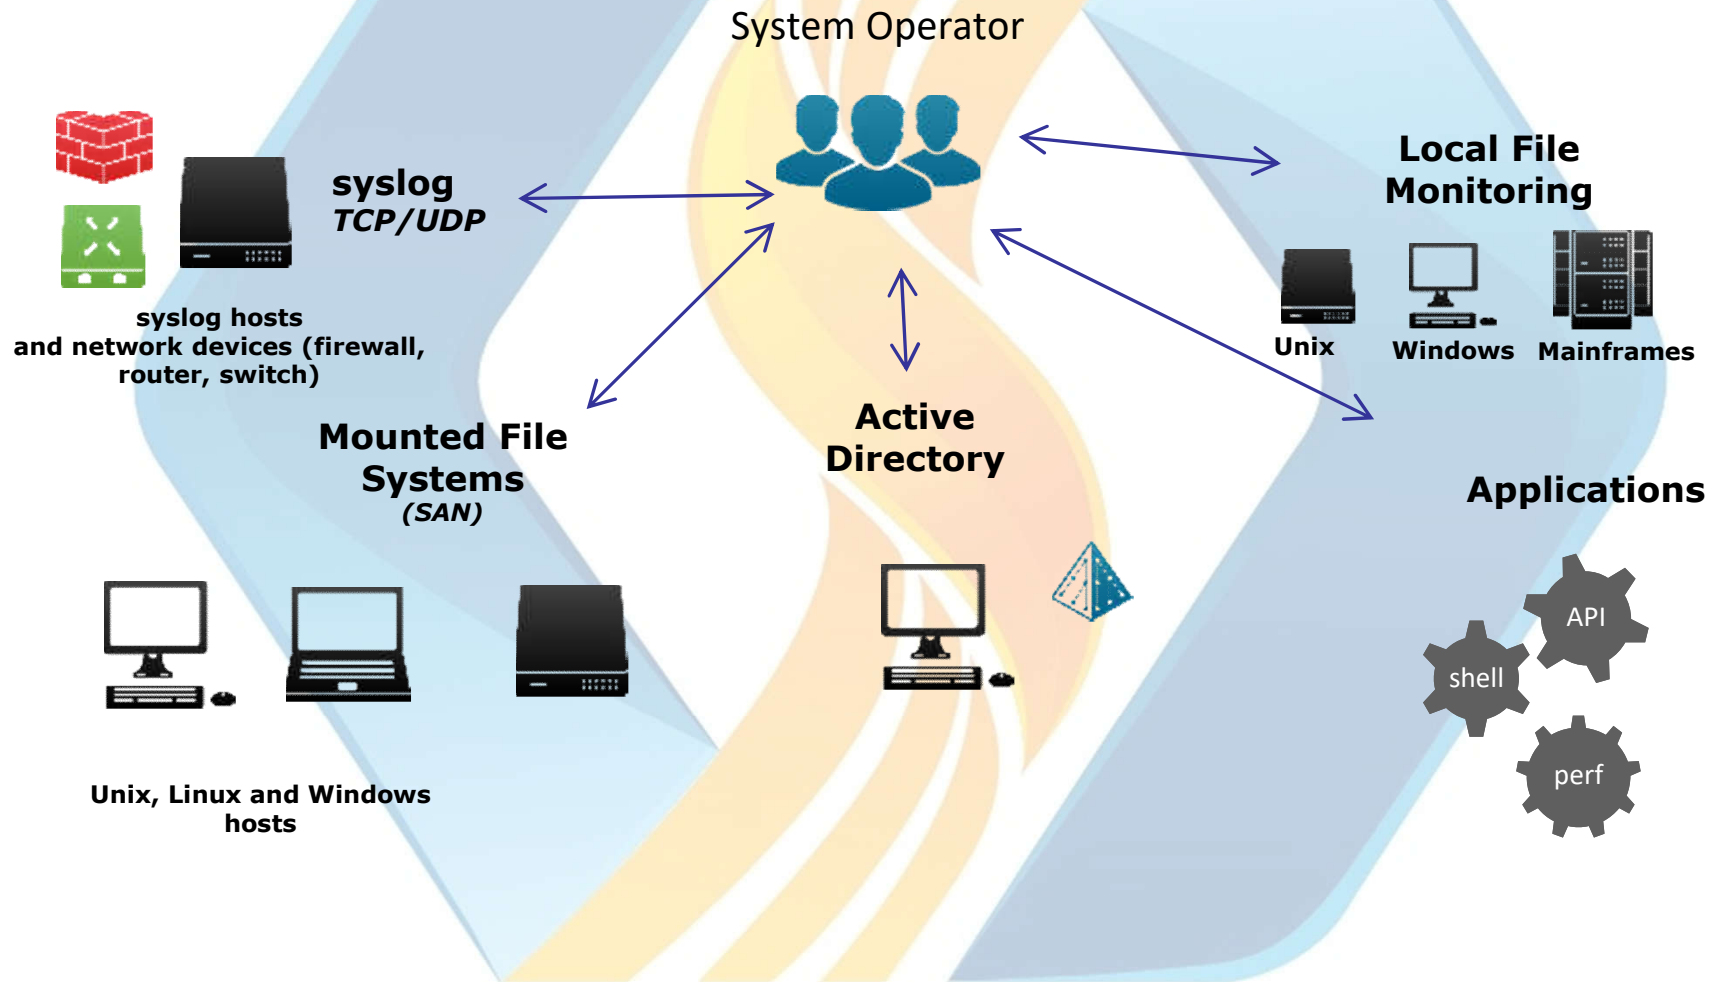 System Operator
syslog
TCP/UDP
syslog hosts
and network devices (firewall,
router, switch)
Mounted File
Systems
(SAN)
Unix, Linux and Windows
hosts
Active
Directory
Local File
Monitoring
Unix
Windows
Mainframes
Applications
API
shell
perf